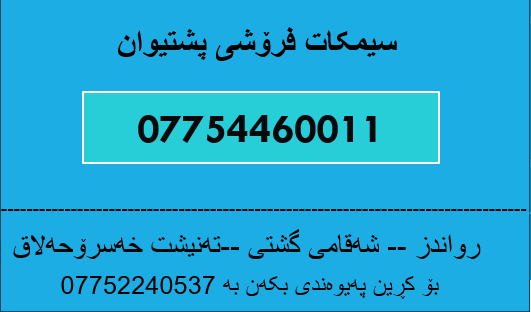 سیمکات فرۆشی پشتیوان
07754460011
رواندز -- شەقامی گشتی --تەنیشت خەسرۆحەلاق
بۆ کڕین پەیوەندی بکەن بە 07752240537